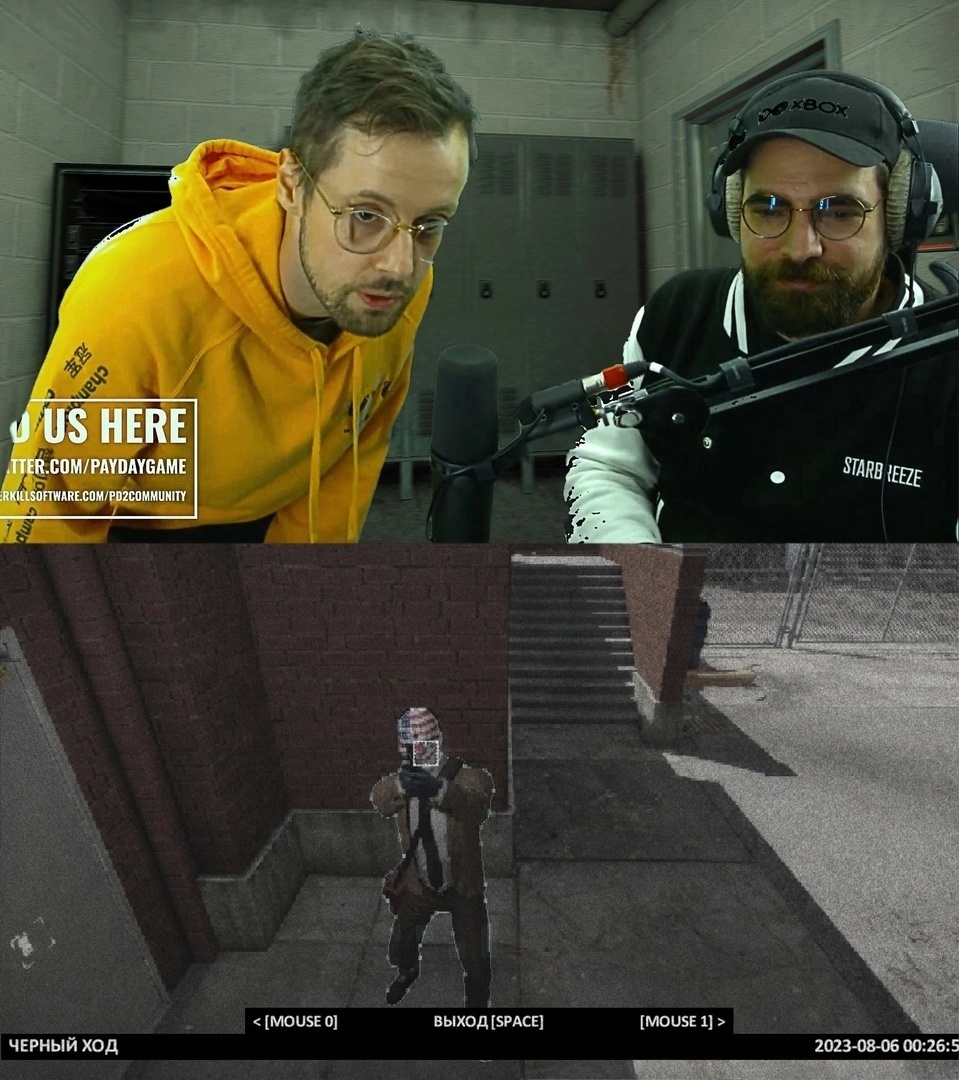 XBOX
champ
D US HERE
TTER.COM/PAYDAYGAME
ERKILLSOFTWARE.COM/PD2COMMUNITY
STARBREEZE
< [MOUSE 0] ВЫХОД [SPACE] [MOUSE 1] >
ЧЕРНЫЙ ХОД 2023-08-06 00:26:5